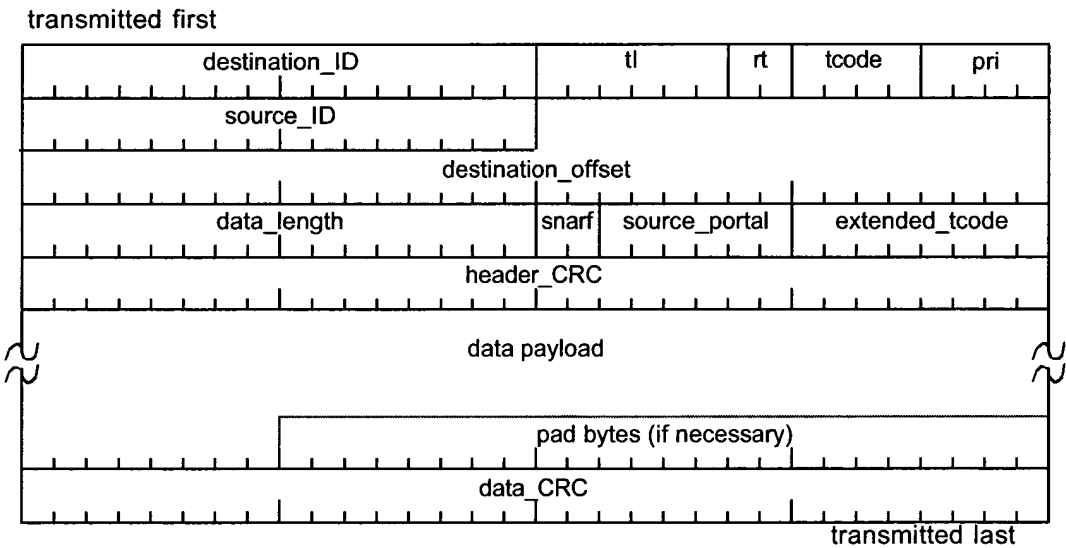 transmitted first
destination_ID tl rt tcode pri
source_ID
destination_offset
data_length snarf source_portal extended_tcode
header_CRC
data payload
pad bytes (if necessary)
data_CRC
transmitted last